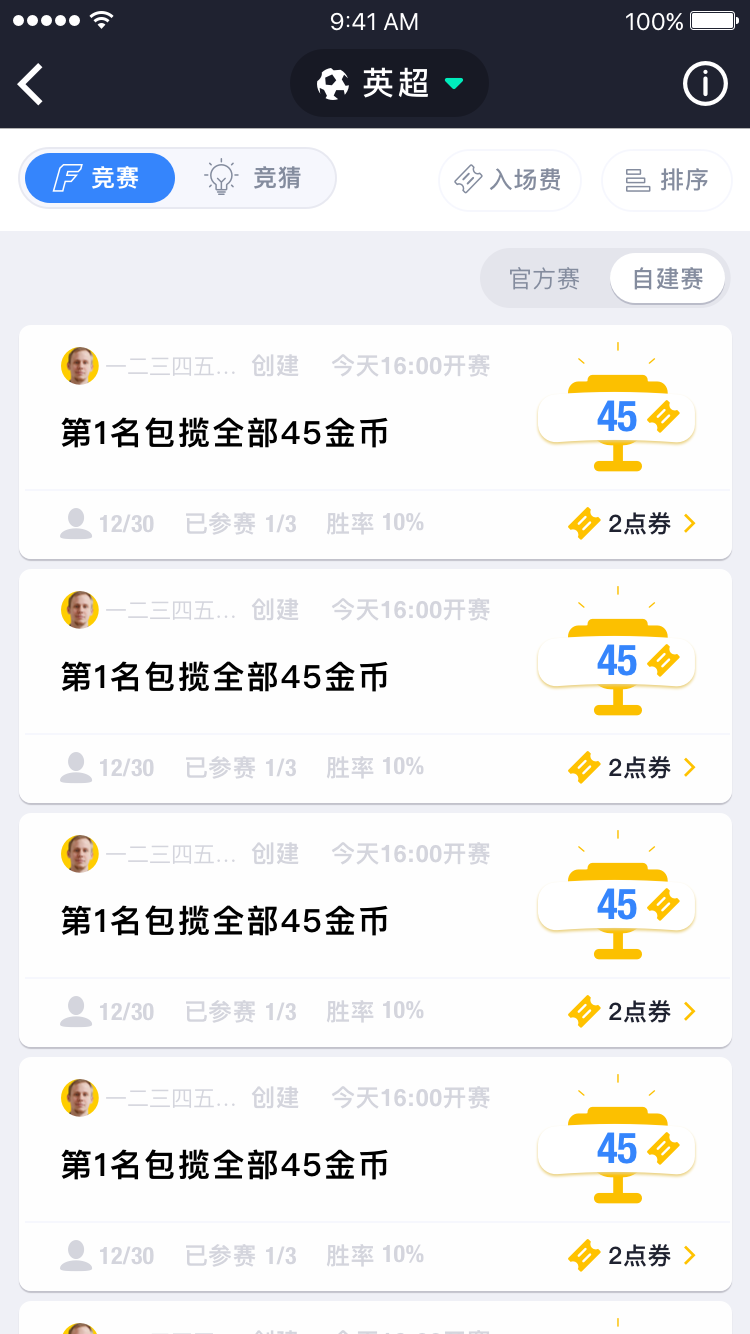 9:41 AM 100%
英超
竞赛 竞猜 入场费 排序
官方赛 自建赛
一二三四五... 创建 今天16:00开赛
第1名包揽全部45金币
45
12/30 已参赛 1/3 胜率 10% 2点券
一二三四五... 创建 今天16:00开赛
第1名包揽全部45金币
45
12/30 已参赛 1/3 胜率 10% 2点券
一二三四五... 创建 今天16:00开赛
第1名包揽全部45金币
45
12/30 已参赛 1/3 胜率 10% 2点券
一二三四五... 创建 今天16:00开赛
第1名包揽全部45金币
45
12/30 已参赛 1/3 胜率 10% 2点券